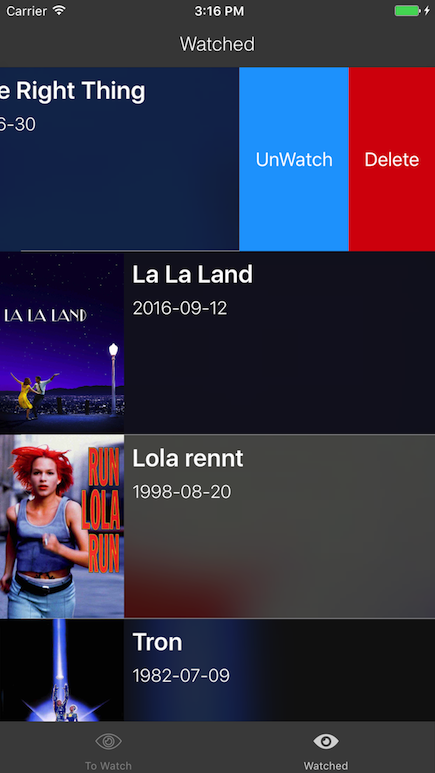 Carrier 3:16 PM
Watched
e Right Thing
6-30
UnWatch
Delete
LA LA LAND
La La Land
2016-09-12
RUN
LOLA
RUN
Lola rennt
1998-08-20
Tron
1982-07-09
To Watch
Watched